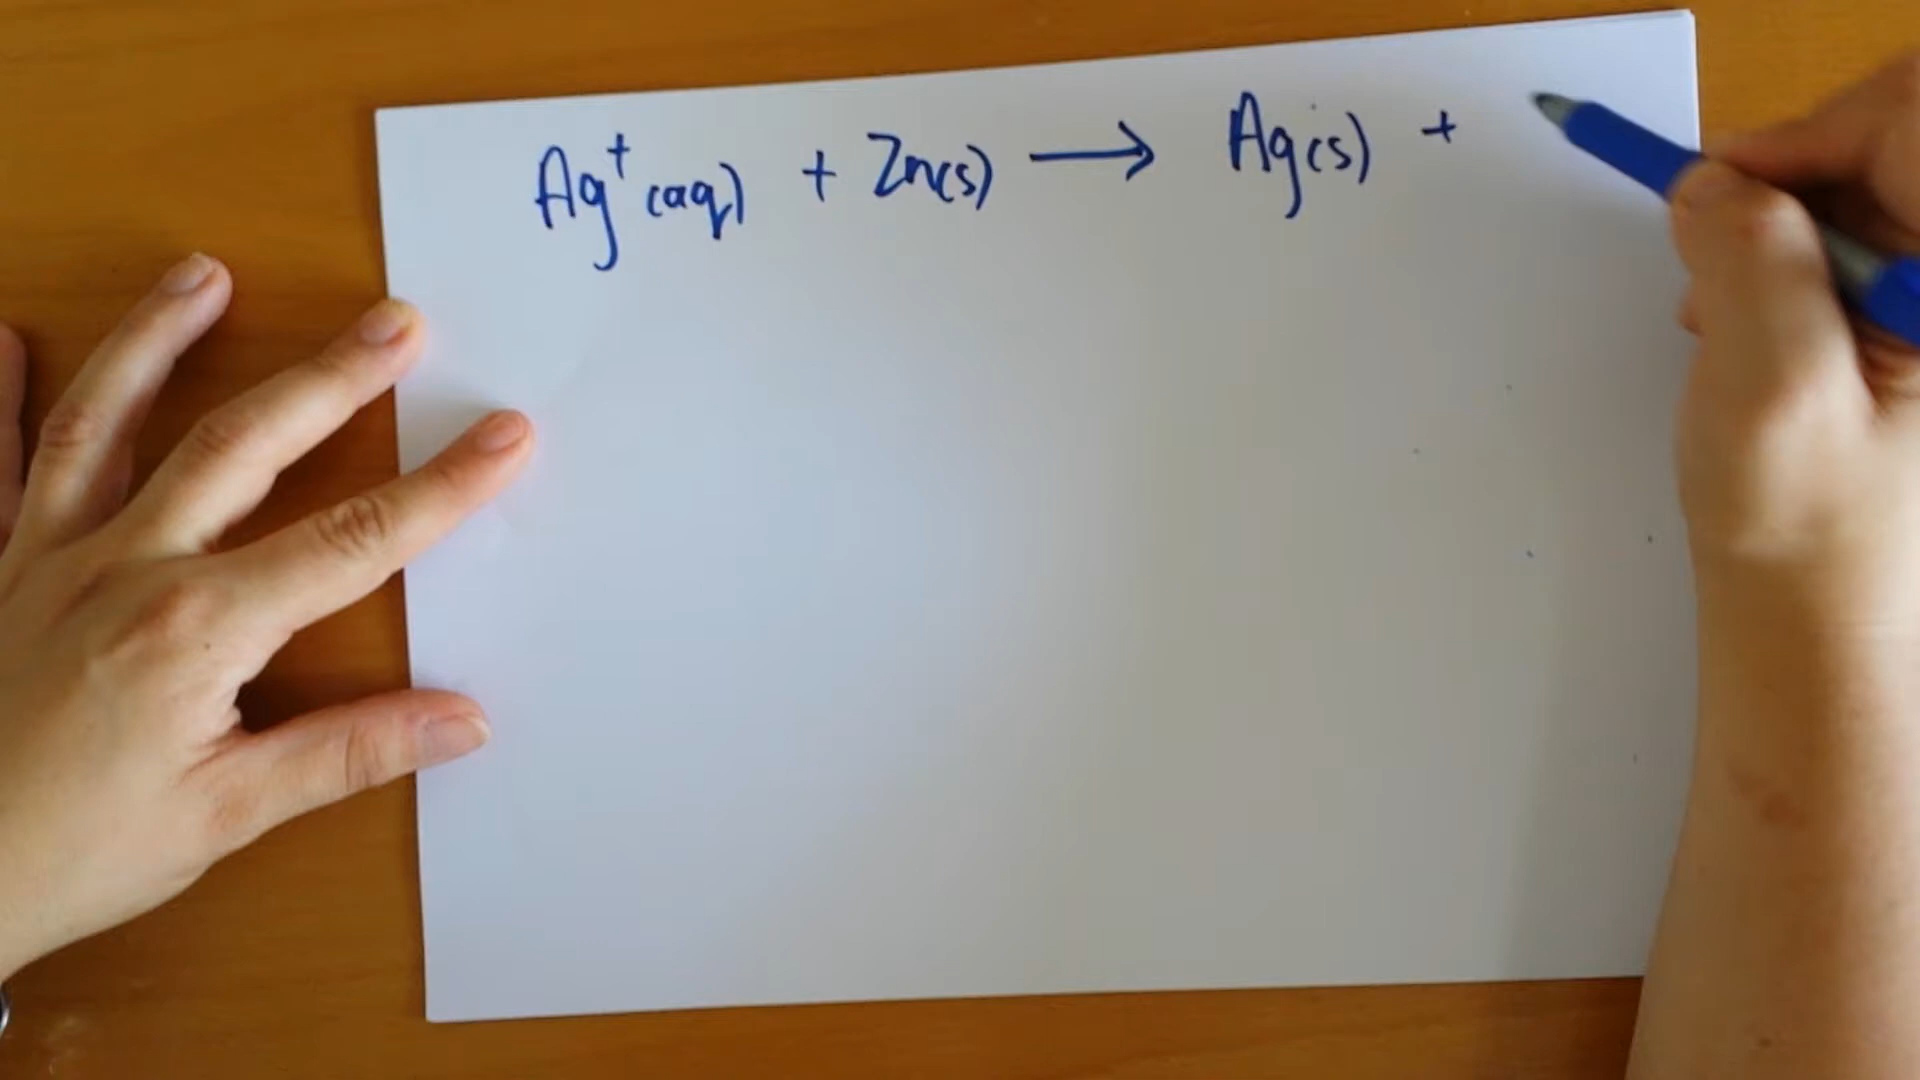 Ag⁺(aq) + Zn(s) ⟶ Ag(s) +